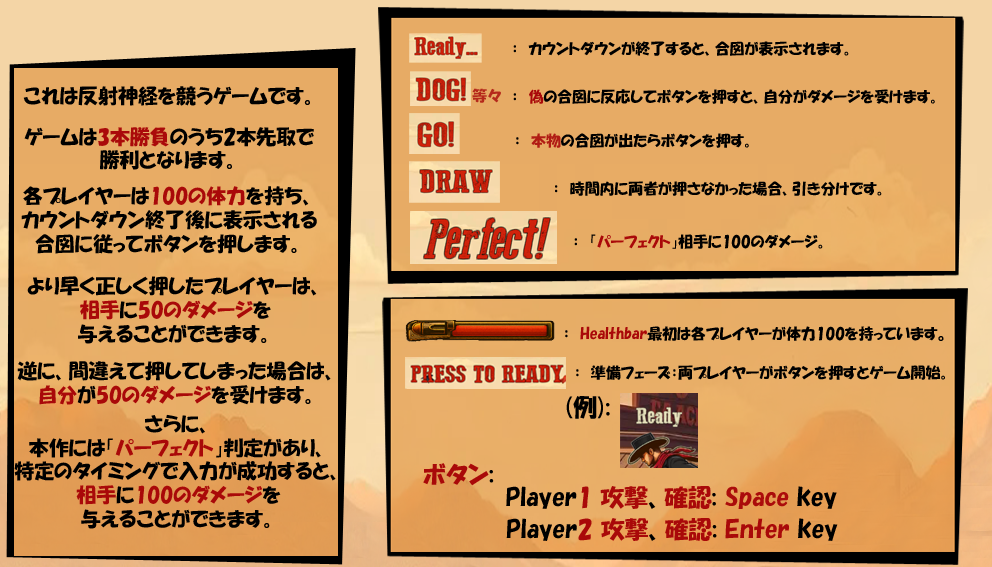 これは反射神経を競うゲームです。
ゲームは3本勝負のうち2本先取で
勝利となります。
各プレイヤーは100の体力を持ち、
カウントダウン終了後に表示される
合図に従ってボタンを押します。
より早く正しく押したプレイヤーは、
相手に50のダメージを
与えることができます。
逆に、間違えて押してしまった場合は、
自分が50のダメージを受けます。
さらに、
本作には「パーフェクト」判定があり、
特定のタイミングで入力が成功すると、
相手に100のダメージを
与えることができます。
Ready... : カウントダウンが終了すると、合図が表示されます。
DOG! 等々 : 偽の合図に反応してボタンを押すと、自分がダメージを受けます。
GO! : 本物の合図が出たらボタンを押す。
DRAW : 時間内に両者が押さなかった場合、引き分けです。
Perfect! : 「パーフェクト」相手に100のダメージ。
: Healthbar最初は各プレイヤーが体力100を持っています。
PRESS TO READY. : 準備フェーズ:両プレイヤーがボタンを押すとゲーム開始。
(例):
Ready
ボタン:
Player1 攻撃、確認: Space Key
Player2 攻撃、確認: Enter Key